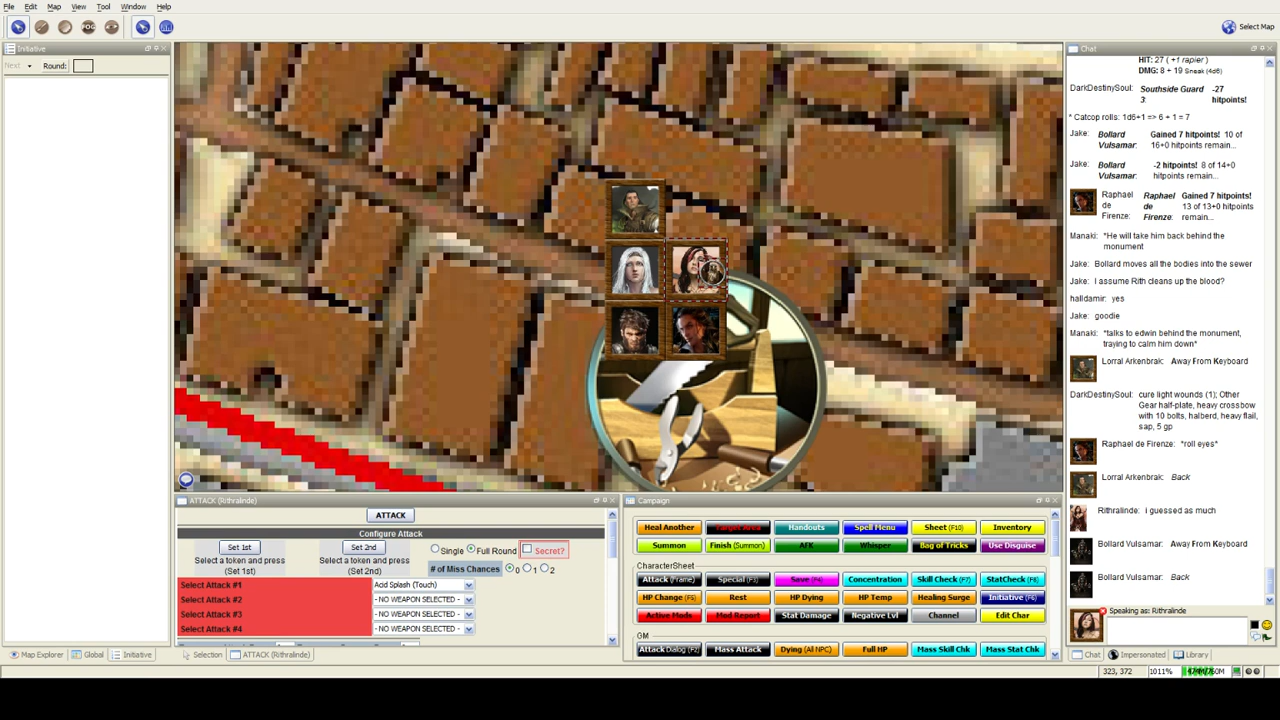 File Edit Map View Tool Window Help
FOG
Select Map
Initiative
Next Round:
Chat
HIT: 27 ( +1 rapier )
DMG: 8 + 19 Sneak (4d6)
DarkDestinySoul: Southside Guard 3: -27 hitpoints!
* Catcop rolls: 1d6+1 => 6 + 1 = 7
Jake: Bollard Vulsamar: Gained 7 hitpoints! 10 of 16+0 hitpoints remain...
Jake: Bollard Vulsamar: -2 hitpoints! 8 of 14+0 hitpoints remain...
Raphael de Firenze: Raphael de Firenze: Gained 7 hitpoints! 13 of 13+0 hitpoints remain...
Manaki: *He will take him back behind the monument
Jake: Bollard moves all the bodies into the sewer
Jake: I assume Rith cleans up the blood?
halldamir: yes
Jake: goodie
Manaki: *talks to edwin behind the monument, traying to calm him down*
Lorral Arkenbrak: Away From Keyboard
DarkDestinySoul: cure light wounds (1); Other Gear half-plate, heavy crossbow with 10 bolts, halberd, heavy flail, sap, 5 gp
Raphael de Firenze: *roll eyes*
Lorral Arkenbrak: Back
Rithralinde: i guessed as much
Bollard Vulsamar: Away From Keyboard
Bollard Vulsamar: Back
Speaking as: Rithralinde
Chat Impersonated Library
ATTACK (Rithralinde)
ATTACK
Configure Attack
Set 1st
Select a token and press (Set 1st)
Set 2nd
Select a token and press (Set 2nd)
Single Full Round Secret?
# of Miss Chances 0 1 2
Select Attack #1 Add Splash (Touch)
Select Attack #2 - NO WEAPON SELECTED -
Select Attack #3 - NO WEAPON SELECTED -
Select Attack #4 - NO WEAPON SELECTED -
Campaign
Heal Another Target Area Handouts Spell Menu Sheet (F10) Inventory
Summon Finish (Summon) AFK Whisper Bag of Tricks Use Disguise
CharacterSheet
Attack (Frame) Special (F3) Save (F4) Concentration Skill Check (F7) StatCheck (F8)
HP Change (F5) Rest HP Dying HP Temp Healing Surge Initiative (F6)
Active Mods Mod Report Stat Damage Negative Lvl Channel Edit Char
GM
Attack Dialog (F2) Mass Attack Dying (All NPC) Full HP Mass Skill Chk Mass Stat Chk
Map Explorer Global Initiative Selection ATTACK (Rithralinde)
323, 372 1011%